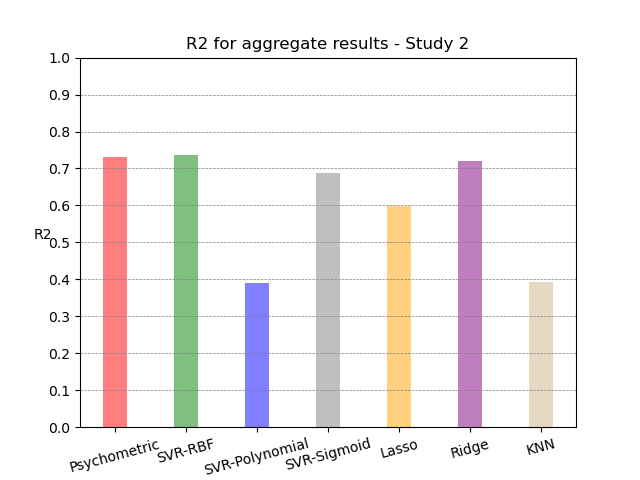 R2 for aggregate results - Study 2
1.0
0.9
0.8
0.7
0.6
0.5
0.4
0.3
0.2
0.1
0.0
R2
Psychometric
SVR-RBF
SVR-Polynomial
SVR-Sigmoid
Lasso
Ridge
KNN